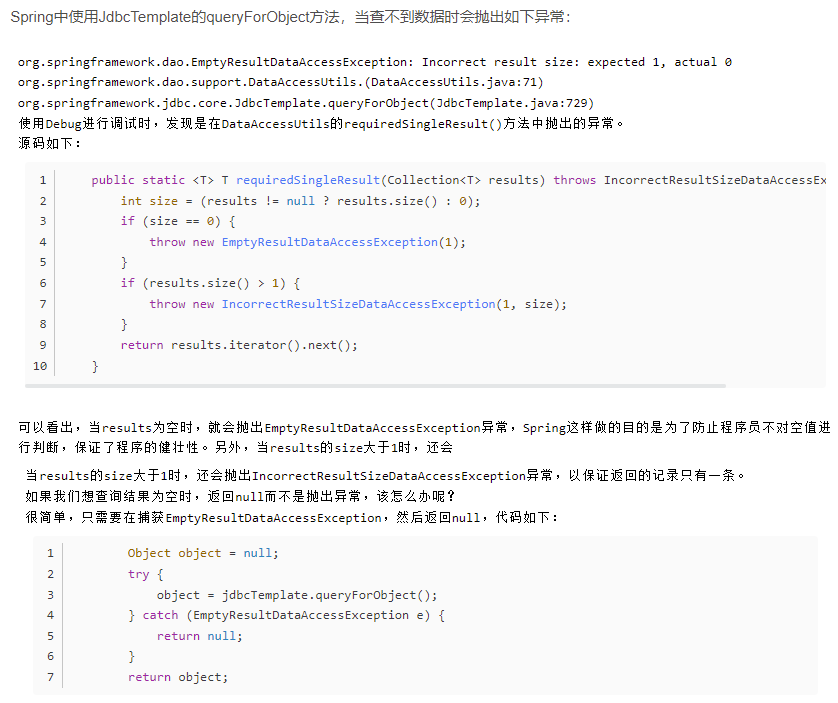 Spring中使用JdbcTemplate的queryForObject方法，当查不到数据时会抛出如下异常：
org.springframework.dao.EmptyResultDataAccessException: Incorrect result size: expected 1, actual 0
org.springframework.dao.support.DataAccessUtils.(DataAccessUtils.java:71)
org.springframework.jdbc.core.JdbcTemplate.queryForObject(JdbcTemplate.java:729)
使用Debug进行调试时，发现是在DataAccessUtils的requiredSingleResult()方法中抛出的异常。
源码如下：
1 public static <T> T requiredSingleResult(Collection<T> results) throws IncorrectResultSizeDataAccessEx
2 int size = (results != null ? results.size() : 0);
3 if (size == 0) {
4 throw new EmptyResultDataAccessException(1);
5 }
6 if (results.size() > 1) {
7 throw new IncorrectResultSizeDataAccessException(1, size);
8 }
9 return results.iterator().next();
10 }
可以看出，当results为空时，就会抛出EmptyResultDataAccessException异常，Spring这样做的目的是为了防止程序员不对空值进
行判断，保证了程序的健壮性。另外，当results的size大于1时，还会
当results的size大于1时，还会抛出IncorrectResultSizeDataAccessException异常，以保证返回的记录只有一条。
如果我们想查询结果为空时，返回null而不是抛出异常，该怎么办呢？
很简单，只需要在捕获EmptyResultDataAccessException，然后返回null，代码如下：
1 Object object = null;
2 try {
3 object = jdbcTemplate.queryForObject();
4 } catch (EmptyResultDataAccessException e) {
5 return null;
6 }
7 return object;